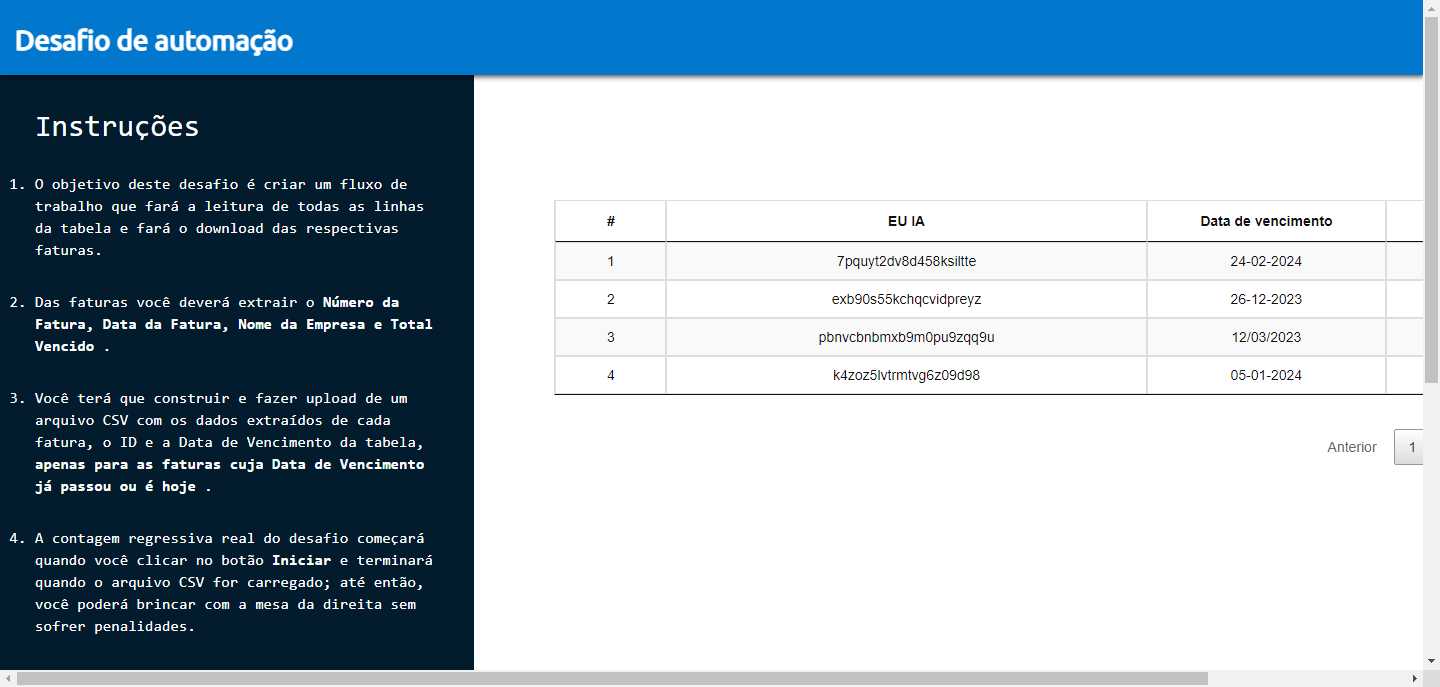 Desafio de automação
Instruções
1. O objetivo deste desafio é criar um fluxo de
trabalho que fará a leitura de todas as linhas
da tabela e fará o download das respectivas
faturas.
2. Das faturas você deverá extrair o Número da
Fatura, Data da Fatura, Nome da Empresa e Total
Vencido .
3. Você terá que construir e fazer upload de um
arquivo CSV com os dados extraídos de cada
fatura, o ID e a Data de Vencimento da tabela,
apenas para as faturas cuja Data de Vencimento
já passou ou é hoje .
4. A contagem regressiva real do desafio começará
quando você clicar no botão Iniciar e terminará
quando o arquivo CSV for carregado; até então,
você poderá brincar com a mesa da direita sem
sofrer penalidades.
# EU IA Data de vencimento
1 7pquyt2dv8d458ksiltte 24-02-2024
2 exb90s55kchqcvidpreyz 26-12-2023
3 pbnvcbnbmxb9m0pu9zqq9u 12/03/2023
4 k4zoz5lvtrmtvg6z09d98 05-01-2024
Anterior 1